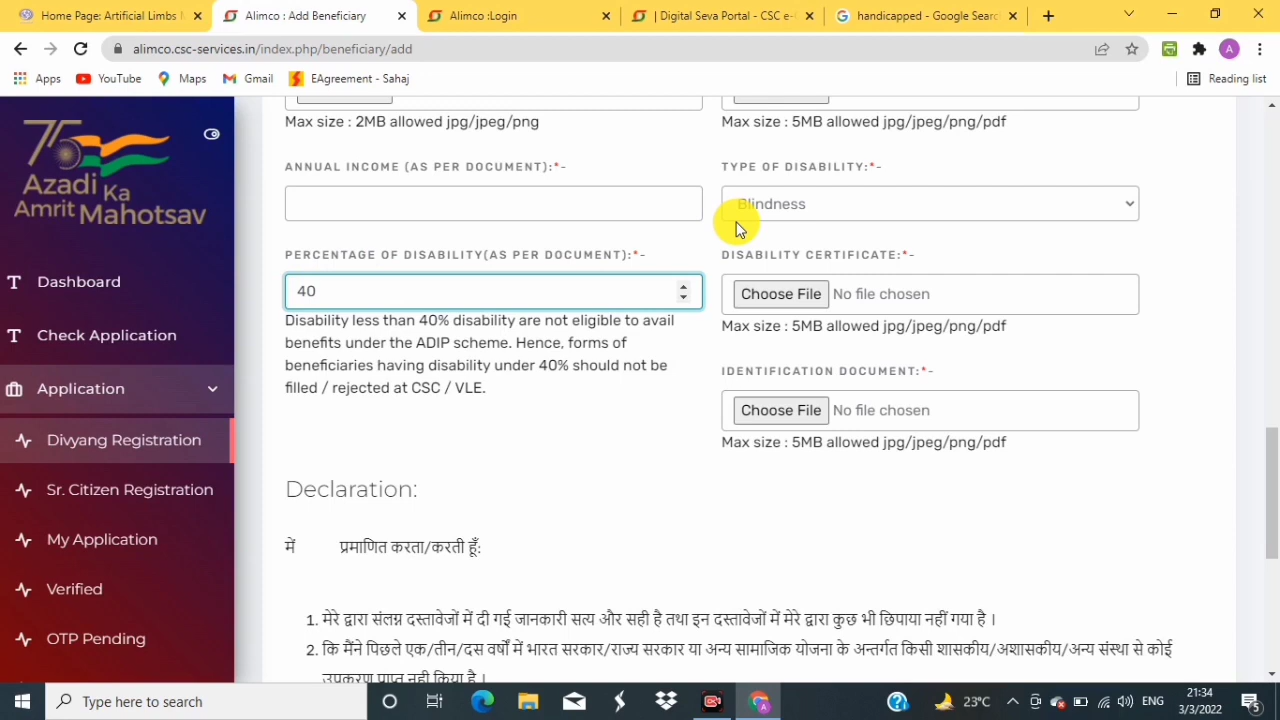 Home Page: Artificial Limbs M
Alimco : Add Beneficiary
Alimco :Login
| Digital Seva Portal - CSC e-G
handicapped - Google Search
alimco.csc-services.in/index.php/beneficiary/add
A
Apps
YouTube
Maps
Gmail
EAgreement - Sahaj
Reading list
75
Azadi Ka
Amrit Mahotsav
Dashboard
Check Application
Application
Divyang Registration
Sr. Citizen Registration
My Application
Verified
OTP Pending
Max size : 2MB allowed jpg/jpeg/png
Max size : 5MB allowed jpg/jpeg/png/pdf
ANNUAL INCOME (AS PER DOCUMENT):*-
TYPE OF DISABILITY:*-
Blindness
PERCENTAGE OF DISABILITY(AS PER DOCUMENT):*-
40
Disability less than 40% disability are not eligible to avail
benefits under the ADIP scheme. Hence, forms of
beneficiaries having disability under 40% should not be
filled / rejected at CSC / VLE.
DISABILITY CERTIFICATE:*-
Choose File No file chosen
Max size : 5MB allowed jpg/jpeg/png/pdf
IDENTIFICATION DOCUMENT:*-
Choose File No file chosen
Max size : 5MB allowed jpg/jpeg/png/pdf
Declaration:
में प्रमाणित करता/करती हूँ:
1. मेरे द्वारा संलग्न दस्तावेजों में दी गई जानकारी सत्य और सही है तथा इन दस्तावेजों में मेरे द्वारा कुछ भी छिपाया नहीं गया है ।
2. कि मैंने पिछले एक/तीन/दस वर्षों में भारत सरकार/राज्य सरकार या अन्य सामाजिक योजना के अन्तर्गत किसी शासकीय/अशासकीय/अन्य संस्था से कोई
उपकरण प्राप्त नहीं किया है ।
Type here to search
23°C
ENG
21:34
3/3/2022
5